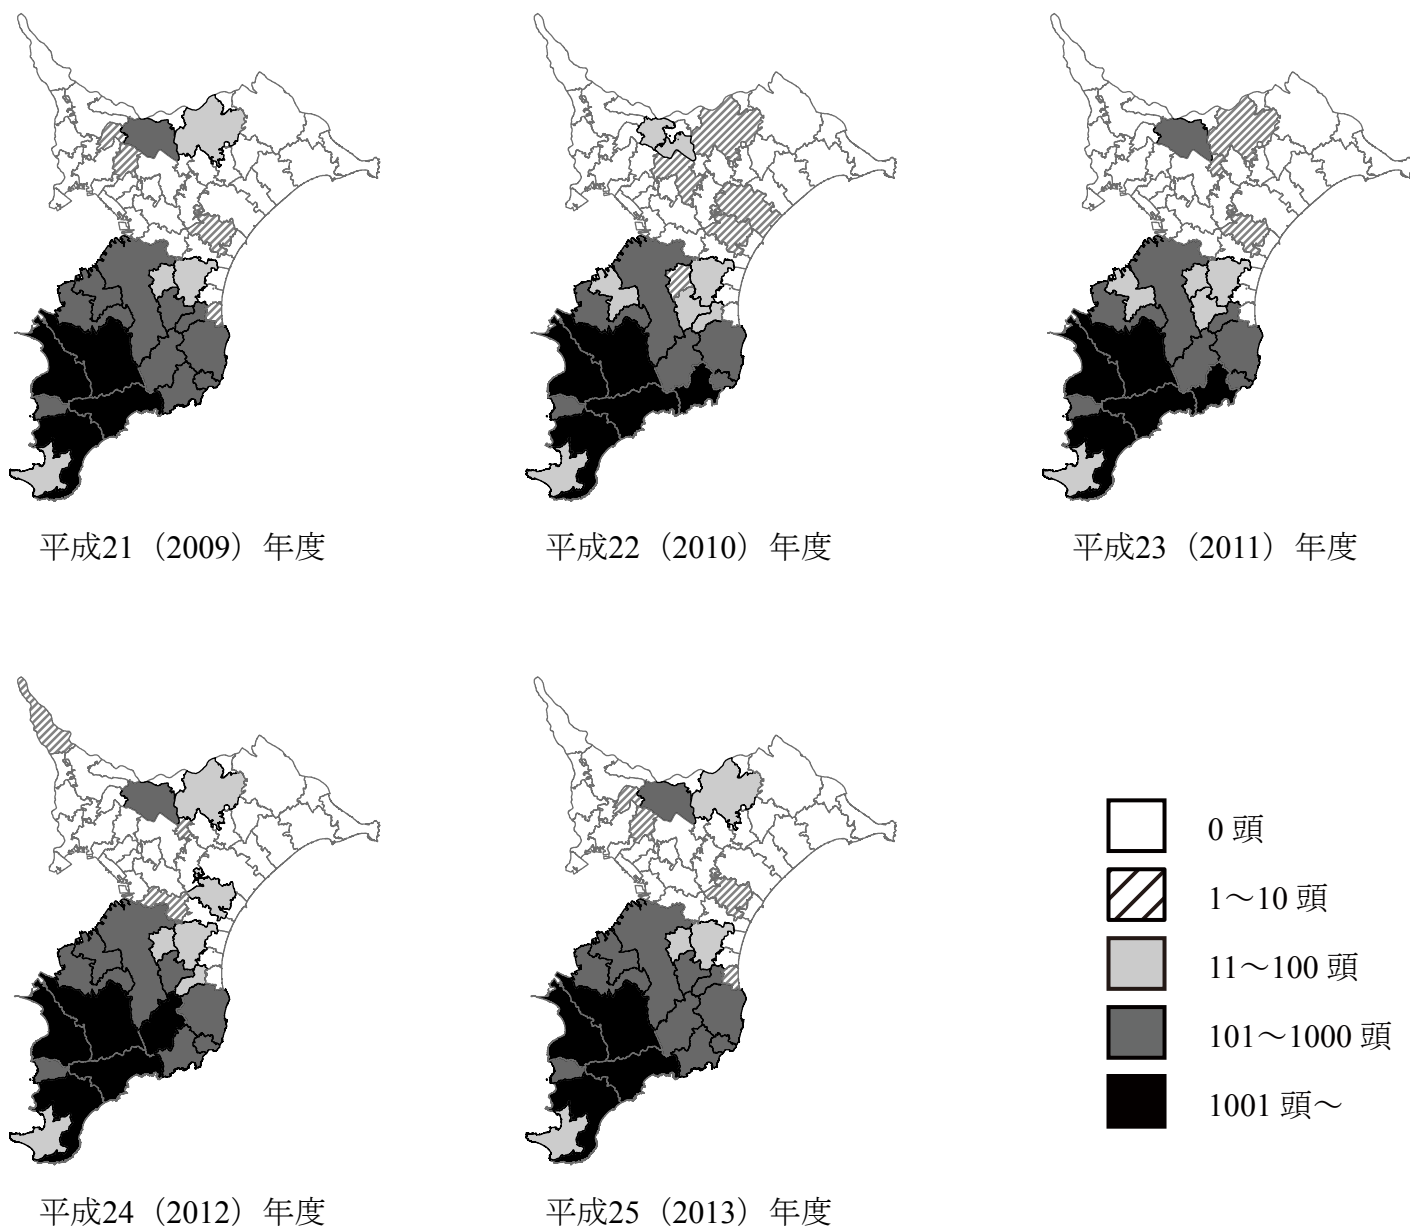 平成21（2009）年度
平成22（2010）年度
平成23（2011）年度
平成24（2012）年度
平成25（2013）年度
0 頭
1～10 頭
11～100 頭
101～1000 頭
1001 頭～